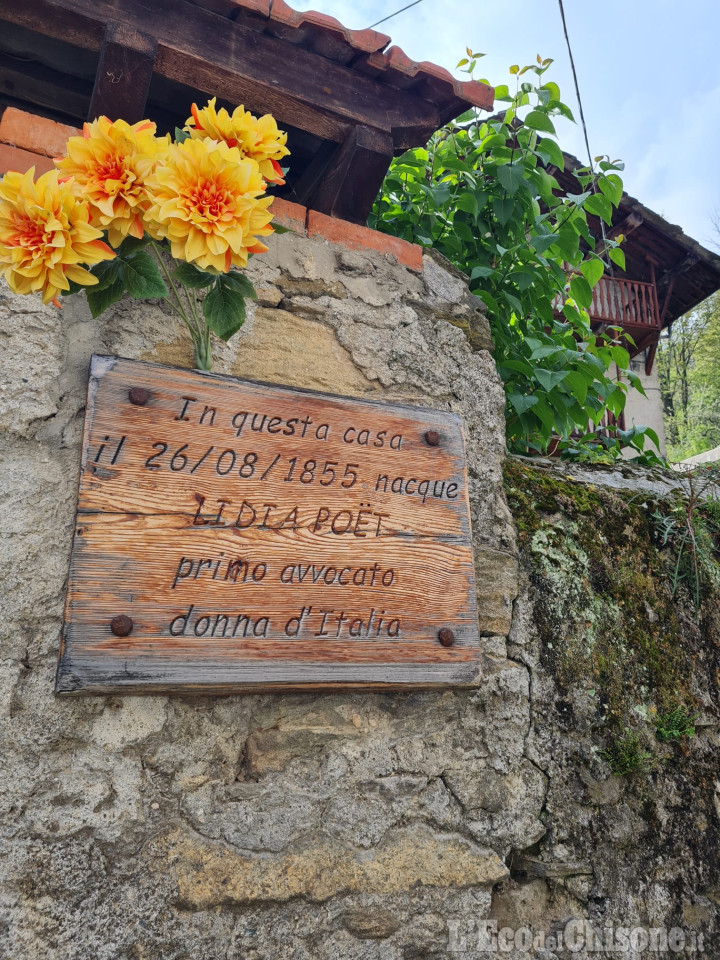 In questa casa
il 26/08/1855 nacque
LIDIA POËT
primo avvocato
donna d'Italia
L'Eco del Chisone.it